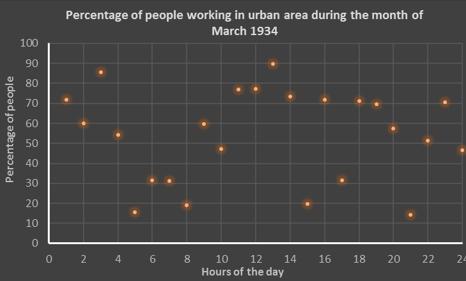 Percentage of people working in urban area during the month of
March 1934
Percentage of people
100
90
80
70
60
50
40
30
20
10
0
0 2 4 6 8 10 12 14 16 18 20 22 24
Hours of the day